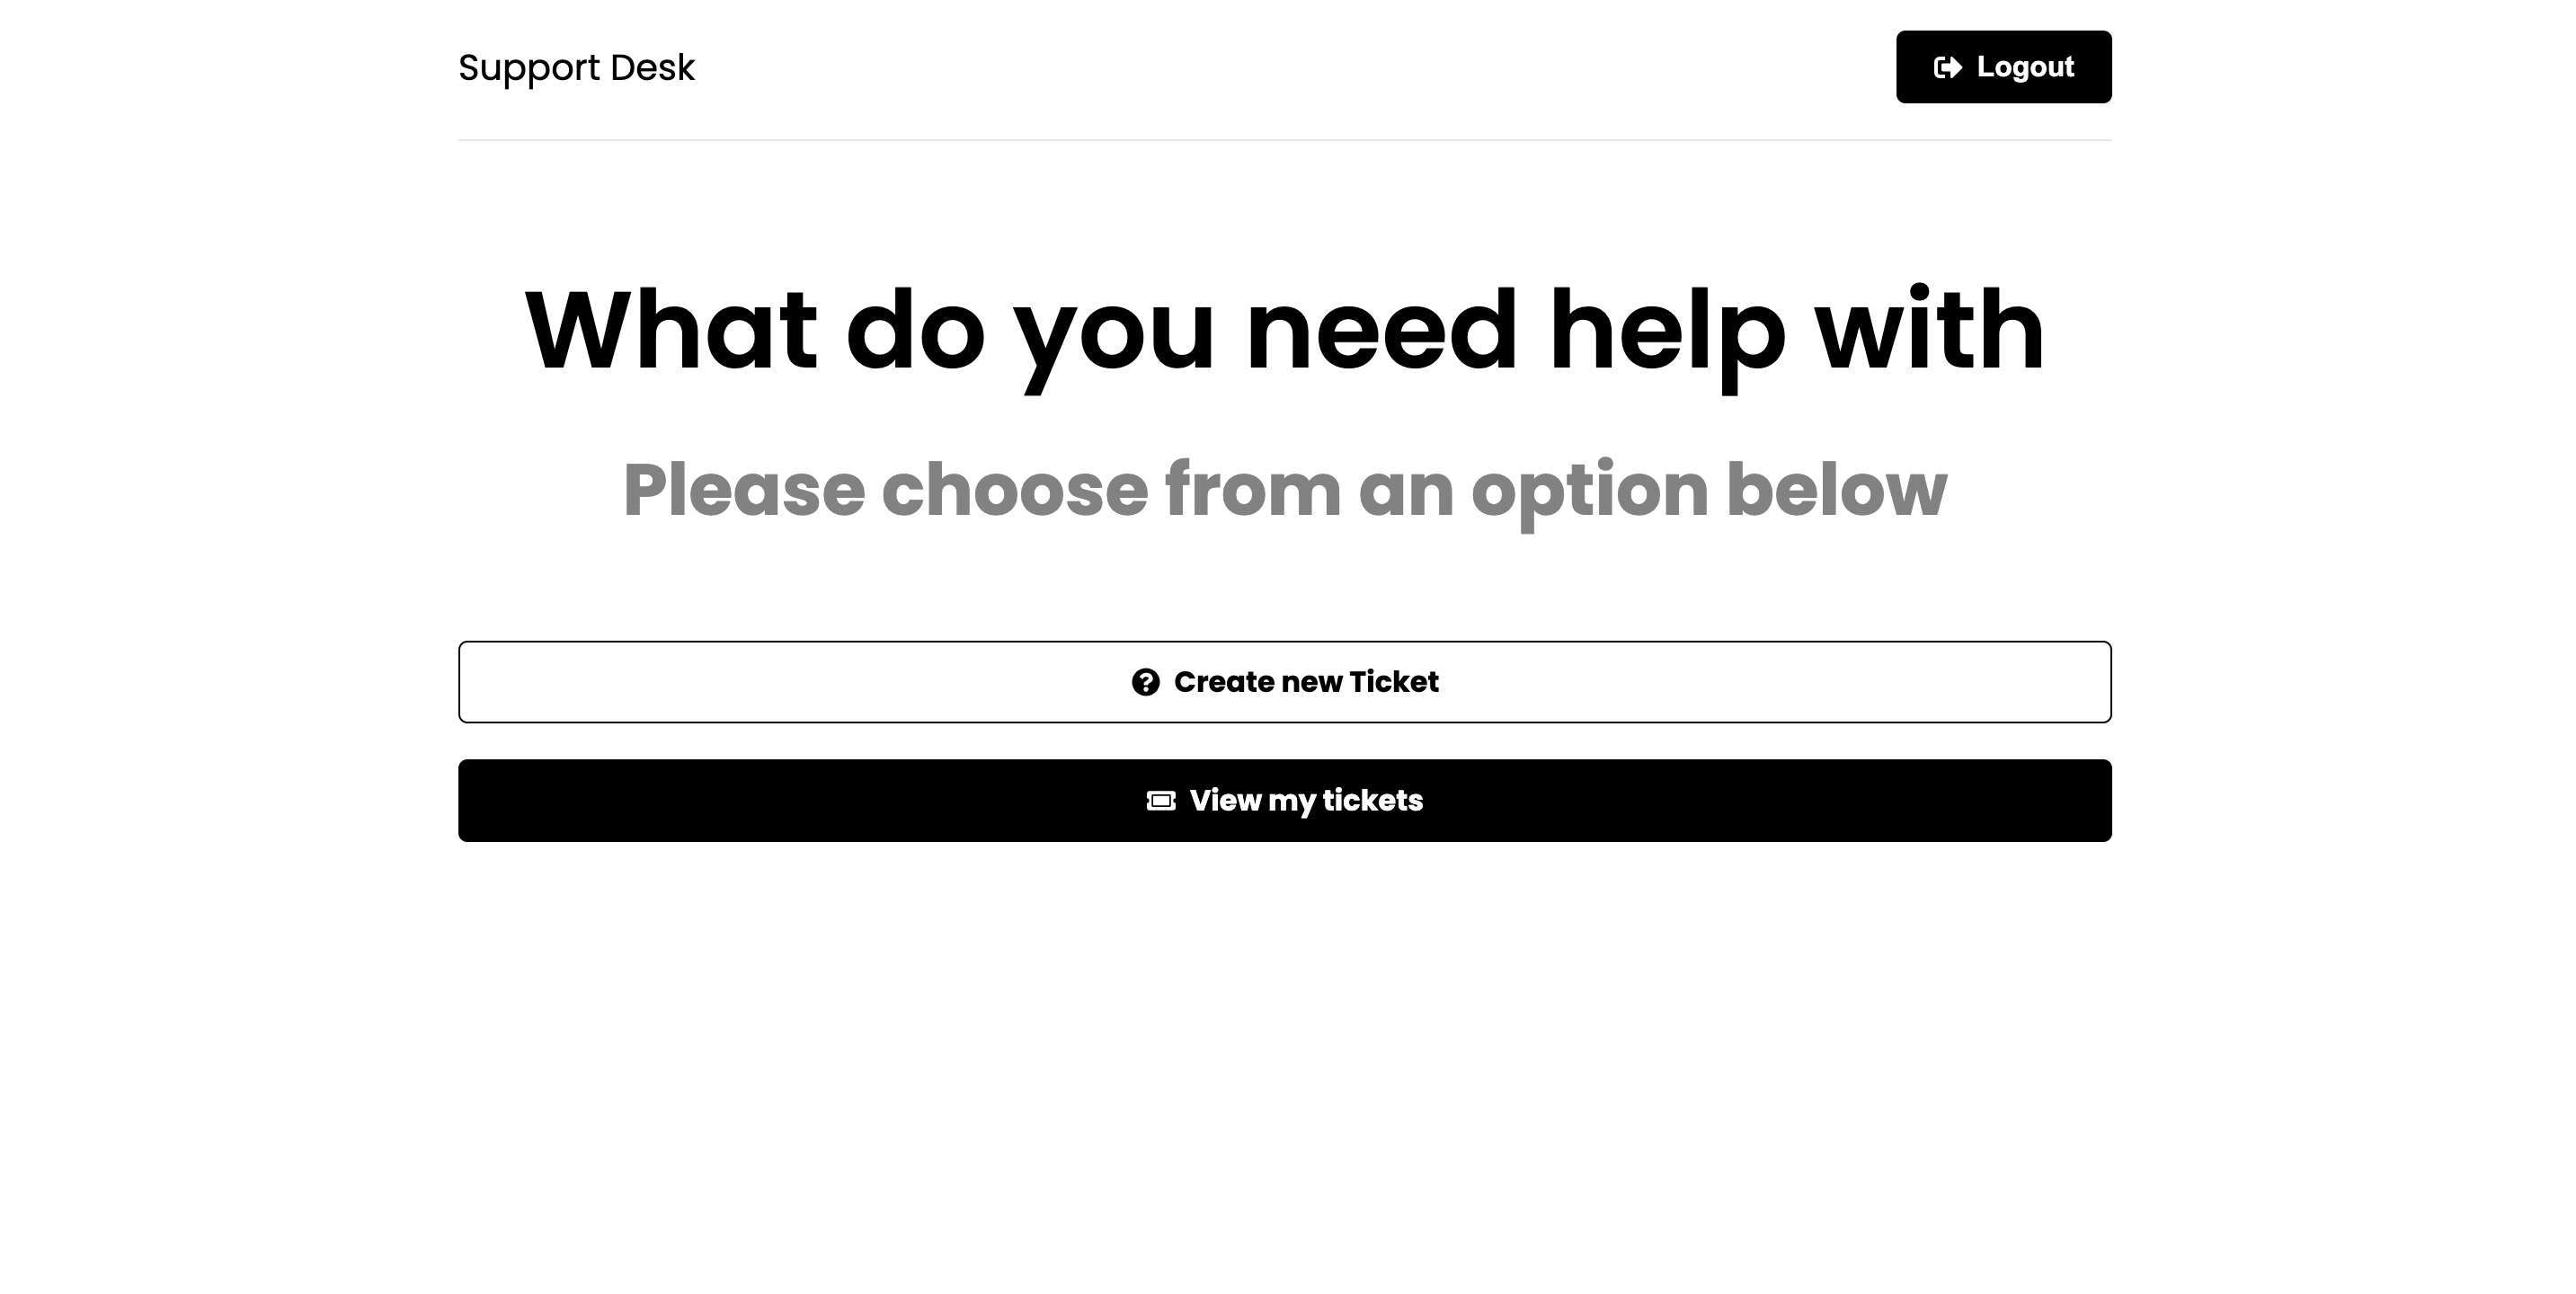 Support Desk
Logout
What do you need help with
Please choose from an option below
Create new Ticket
View my tickets